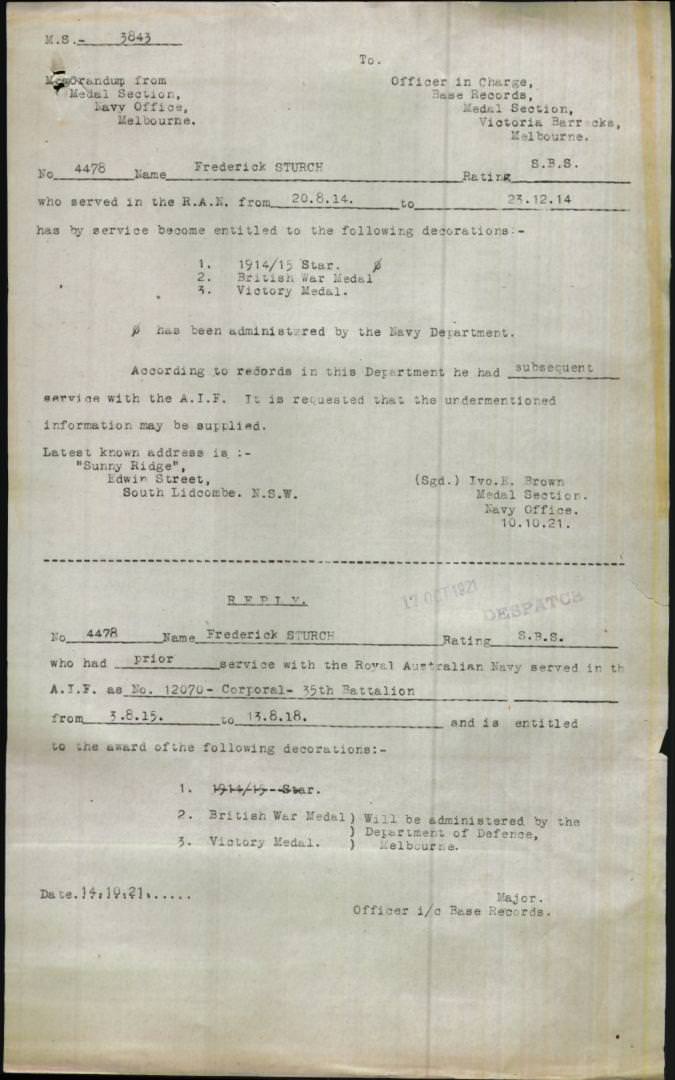 M.S.- 3843
To.
Memorandum from
Medal Section,
Navy Office,
Melbourne.
Officer in Charge,
Base Records,
Medal Section,
Victoria Barracks,
Melbourne.
No 4478 Name Frederick STURCH Rating S.B.S.
who served in the R.A.N. from 20.8.14. to 23.12.14
has by service become entitled to the following decorations:-
1. 1914/15 Star. ø
2. British War Medal
3. Victory Medal.
ø has been administered by the Navy Department.
According to records in this Department he had subsequent
service with the A.I.F. It is requested that the undermentioned
information may be supplied.
Latest known address is :-
"Sunny Ridge",
Edwin Street,
South Lidcombe. N.S.W.
(Sgd.) Ivo.E. Brown
Medal Section.
Navy Office.
10.10.21.
REPLY.
17 OCT 1921
DESPATCH
No 4478 Name Frederick STURCH Rating S.B.S.
who had prior service with the Royal Australian Navy served in th
A.I.F. as No. 12070- Corporal- 35th Battalion
from 3.8.15. to 13.8.18. and is entitled
to the award ofthe following decorations:-
1. 1914/15 Star.
2. British War Medal ) Will be administered by the
) Department of Defence,
3. Victory Medal. ) Melbourne.
Date.14.10.21......
Major.
Officer i/c Base Records.